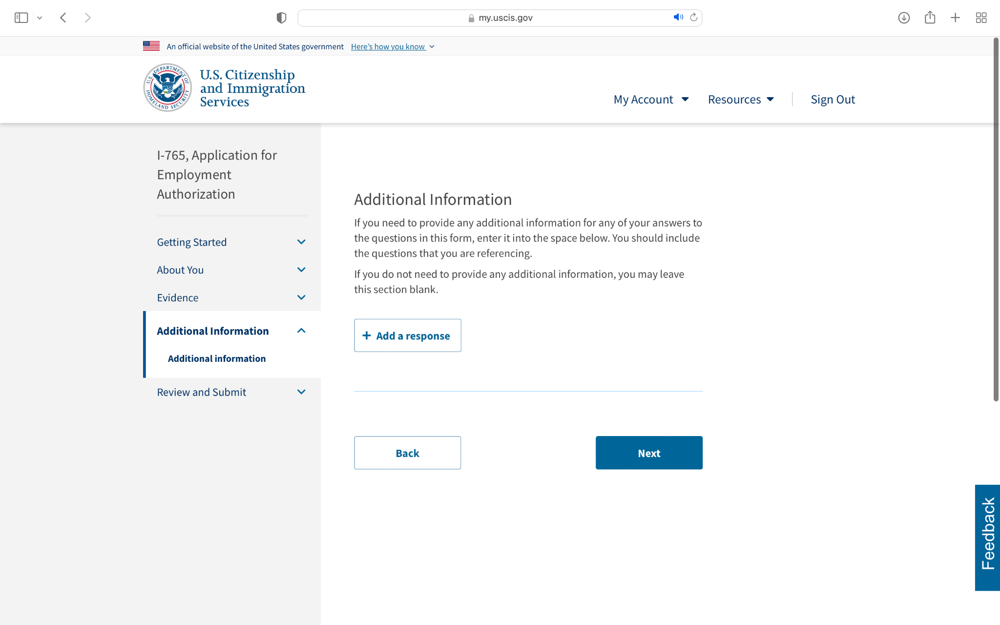 my.uscis.gov
An official website of the United States government Here's how you know
U.S. DEPARTMENT OF HOMELAND SECURITY
U.S. Citizenship
and Immigration
Services
My Account
Resources
Sign Out
I-765, Application for
Employment
Authorization
Getting Started
About You
Evidence
Additional Information
Additional information
Review and Submit
Additional Information
If you need to provide any additional information for any of your answers to
the questions in this form, enter it into the space below. You should include
the questions that you are referencing.
If you do not need to provide any additional information, you may leave
this section blank.
+ Add a response
Back
Next
Feedback